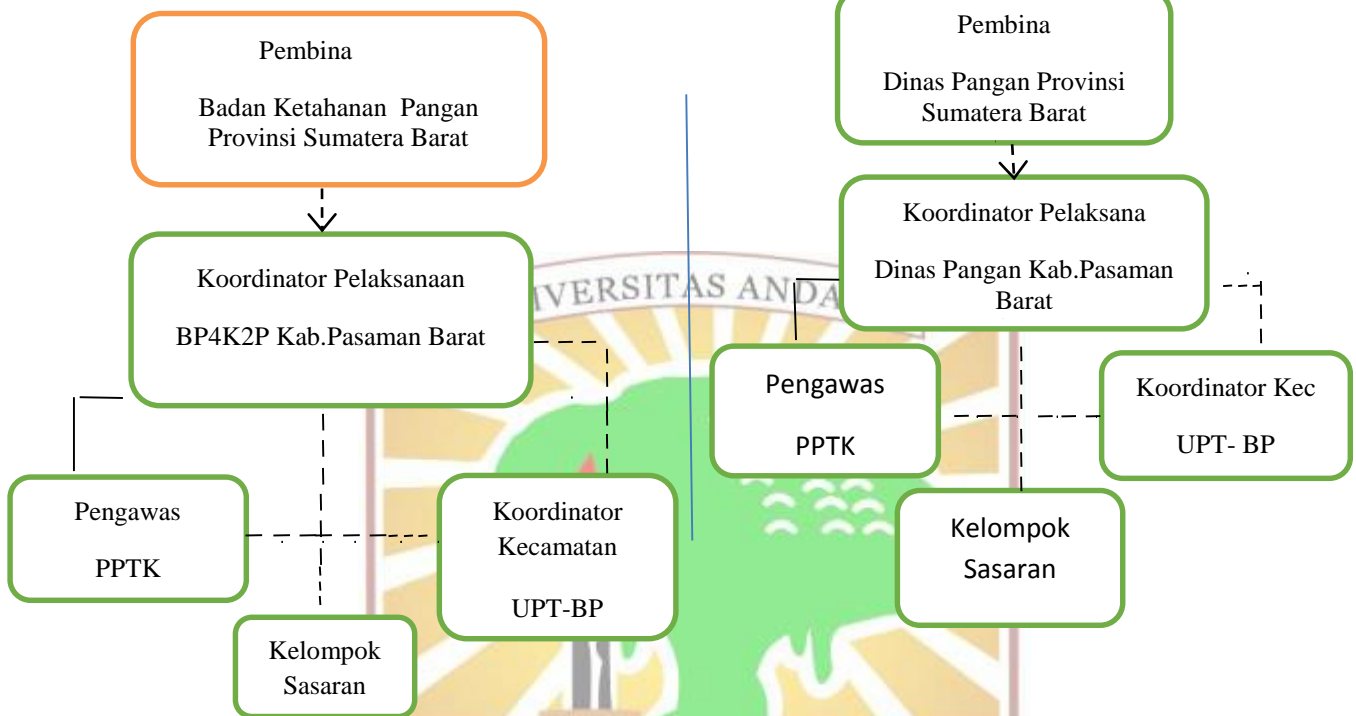 Pembina
Badan Ketahanan Pangan
Provinsi Sumatera Barat
Koordinator Pelaksanaan
BP4K2P Kab.Pasaman Barat
Pengawas
PPTK
Koordinator
Kecamatan
UPT-BP
Kelompok
Sasaran
Pembina
Dinas Pangan Provinsi
Sumatera Barat
Koordinator Pelaksana
Dinas Pangan Kab.Pasaman
Barat
Pengawas
PPTK
Koordinator Kec
UPT- BP
Kelompok
Sasaran
IVERSITAS ANDA